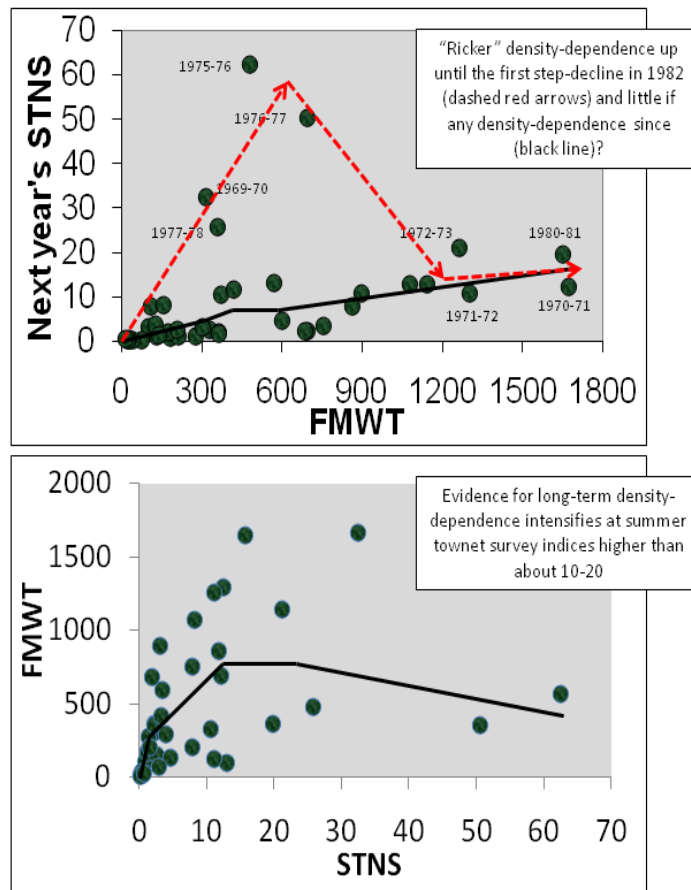 70
60
50
40
30
20
10
0
Next year's STNS
1975-76
1976-77
1969-70
1977-78
1972-73
1980-81
1971-72
1970-71
"Ricker" density-dependence up
until the first step-decline in 1982
(dashed red arrows) and little if
any density-dependence since
(black line)?
0 300 600 900 1200 1500 1800
FMWT
2000
1500
1000
500
0
FMWT
Evidence for long-term density-
dependence intensifies at summer
townet survey indices higher than
about 10-20
0 10 20 30 40 50 60 70
STNS